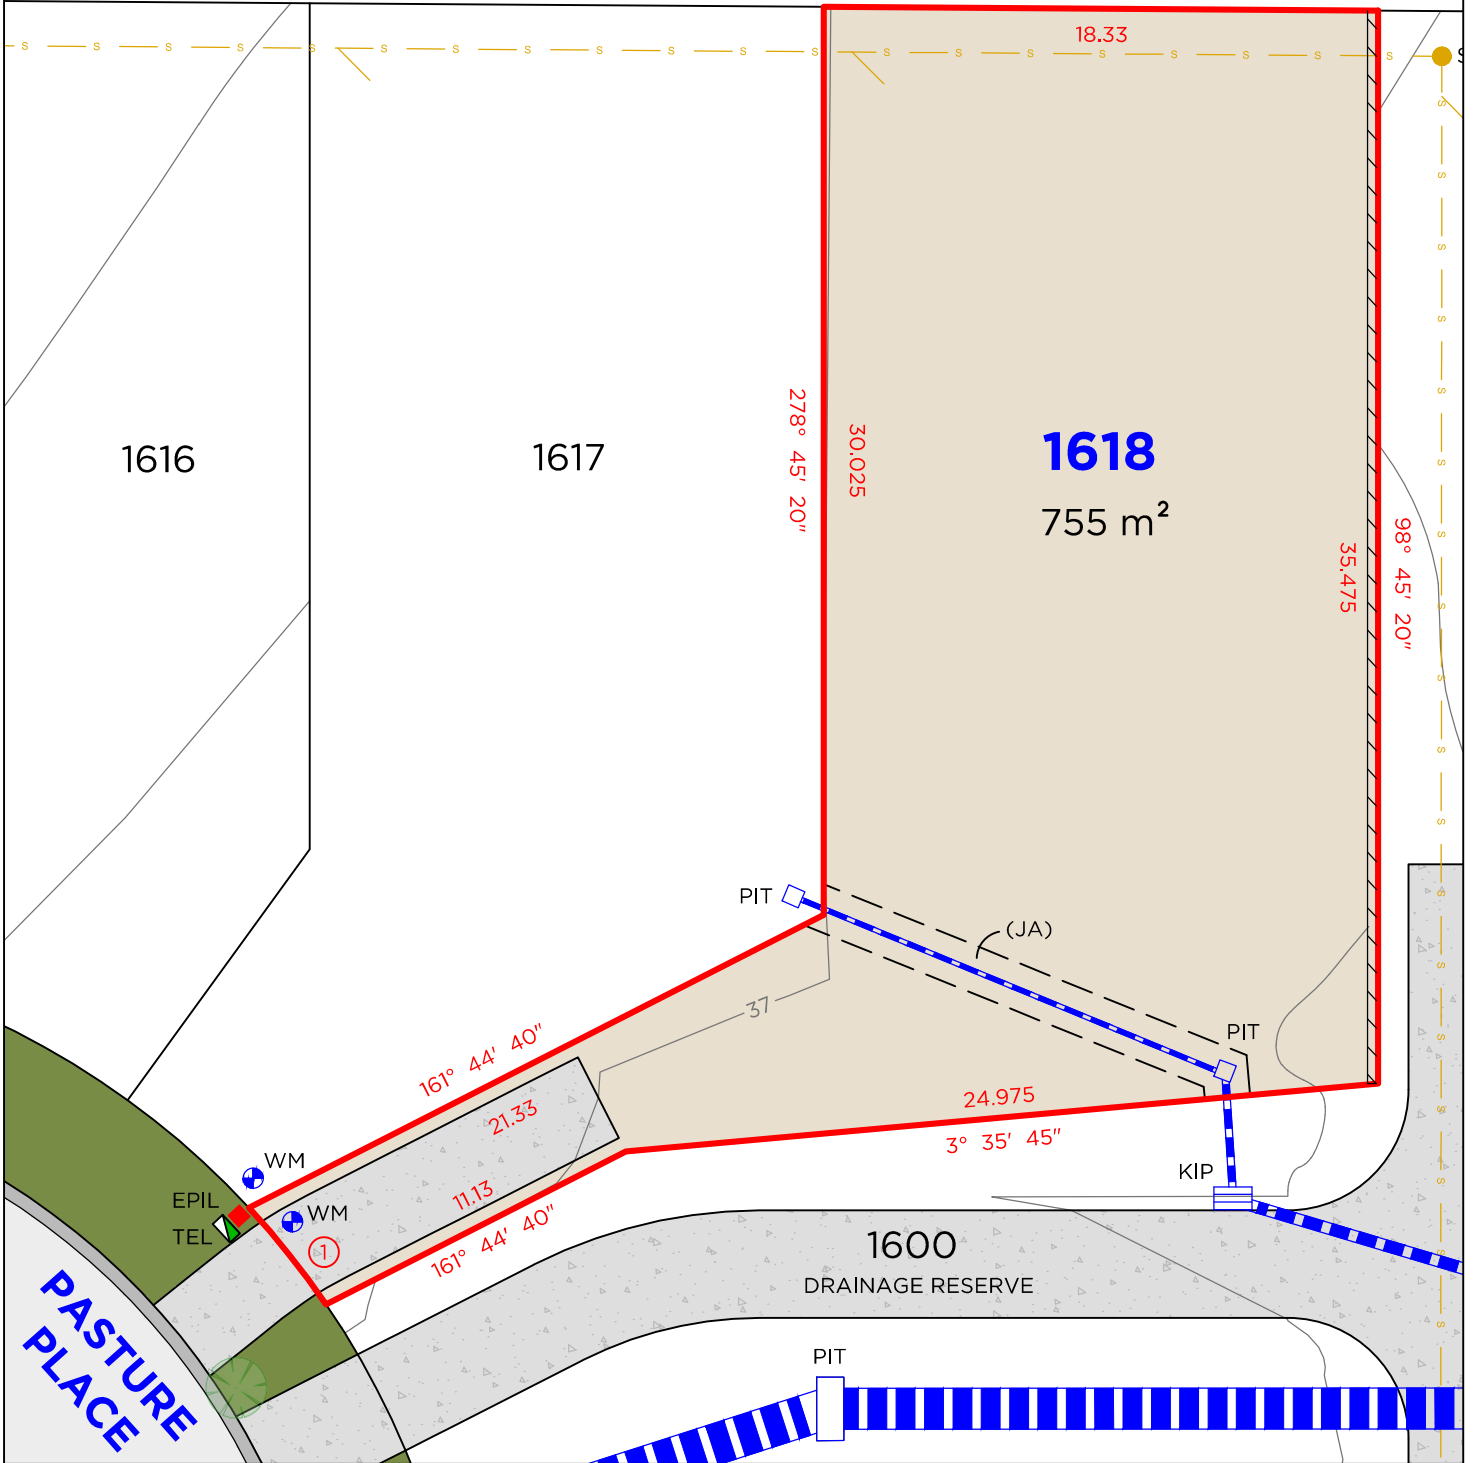 18.33
S
1616
1617
278° 45' 20"
30.025
1618
755 m²
35.475
98° 45' 20"
PIT
(JA)
37
PIT
161° 44' 40"
21.33
24.975
3° 35' 45"
11.13
161° 44' 40"
WM
EPIL
TEL
WM
1
KIP
1600
DRAINAGE RESERVE
PIT
PASTURE
PLACE